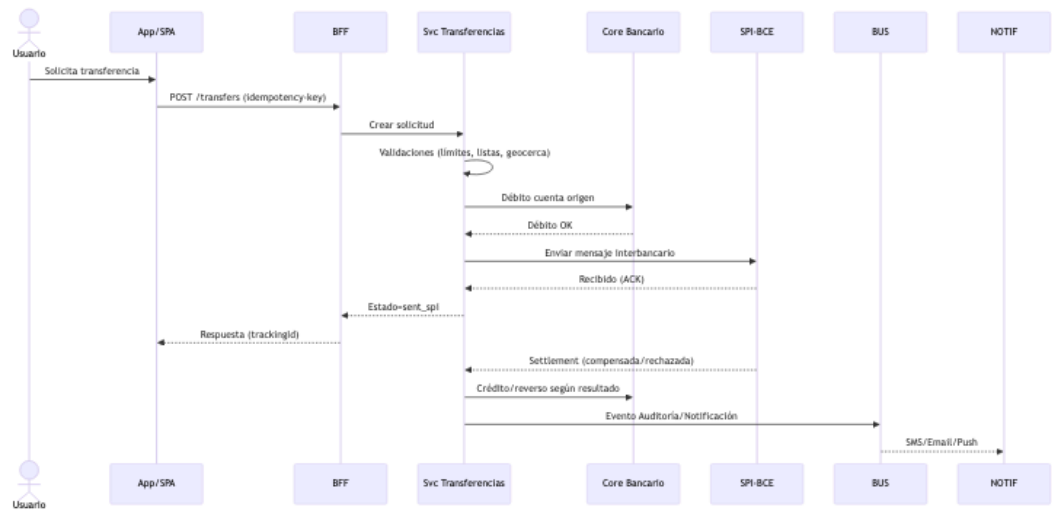 Usuario
App/SPA
BFF
Svc Transferencias
Core Bancario
SPI-BCE
BUS
NOTIF
Solicita transferencia
POST /transfers (idempotency-key)
Crear solicitud
Validaciones (límites, listas, geocerca)
Débito cuenta origen
Débito OK
Enviar mensaje interbancario
Recibido (ACK)
Estado=sent_spi
Respuesta (trackingId)
Settlement (compensada/rechazada)
Crédito/reverso según resultado
Evento Auditoría/Notificación
SMS/Email/Push
Usuario
App/SPA
BFF
Svc Transferencias
Core Bancario
SPI-BCE
BUS
NOTIF